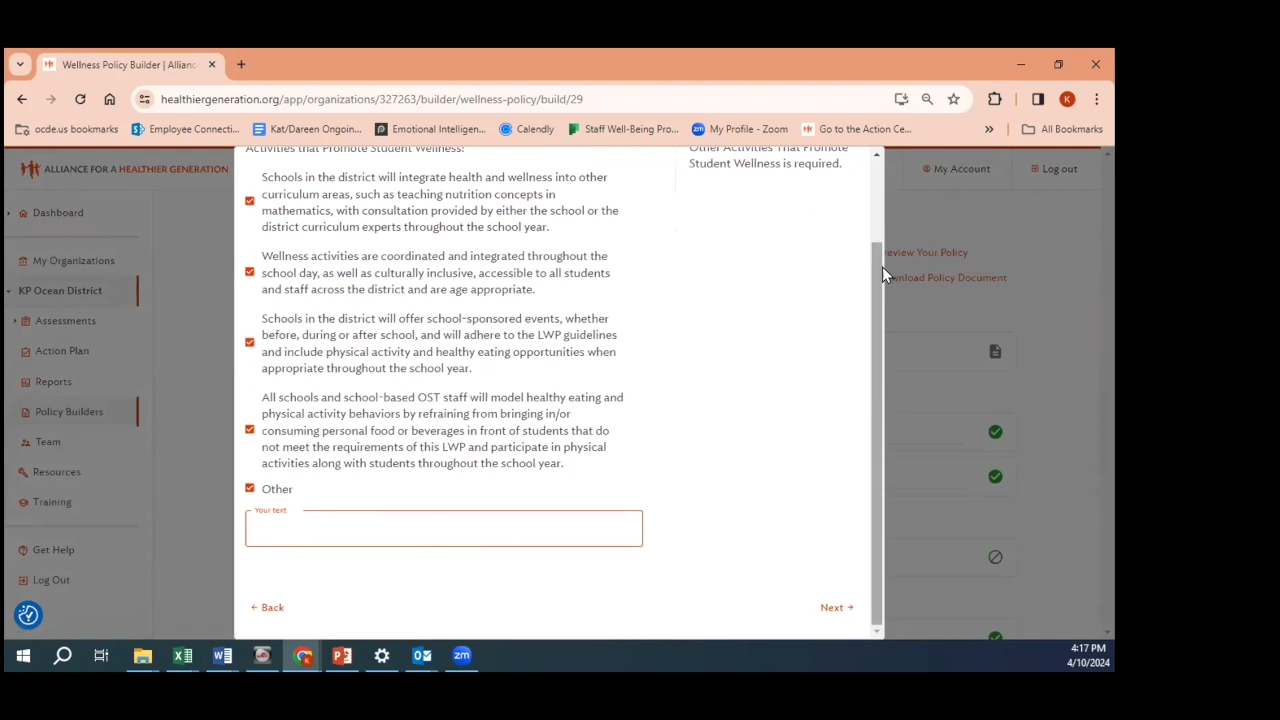 Wellness Policy Builder | Allianc
healthiergeneration.org/app/organizations/327263/builder/wellness-policy/build/29
K
ocde.us bookmarks
Employee Connecti...
Kat/Dareen Ongoin...
Emotional Intelligen...
Calendly
Staff Well-Being Pro...
My Profile - Zoom
Go to the Action Ce...
»
All Bookmarks
ALLIANCE FOR A HEALTHIER GENERATION
My Account
Log out
Dashboard
My Organizations
KP Ocean District
Assessments
Action Plan
Reports
Policy Builders
Team
Resources
Training
Get Help
Log Out
Activities that Promote Student Wellness:
Schools in the district will integrate health and wellness into other
curriculum areas, such as teaching nutrition concepts in
mathematics, with consultation provided by either the school or the
district curriculum experts throughout the school year.
Wellness activities are coordinated and integrated throughout the
school day, as well as culturally inclusive, accessible to all students
and staff across the district and are age appropriate.
Schools in the district will offer school-sponsored events, whether
before, during or after school, and will adhere to the LWP guidelines
and include physical activity and healthy eating opportunities when
appropriate throughout the school year.
All schools and school-based OST staff will model healthy eating and
physical activity behaviors by refraining from bringing in/or
consuming personal food or beverages in front of students that do
not meet the requirements of this LWP and participate in physical
activities along with students throughout the school year.
Other
Your text
← Back
Next →
Other Activities That Promote
Student Wellness is required.
review Your Policy
wnload Policy Document
zm
4:17 PM
4/10/2024